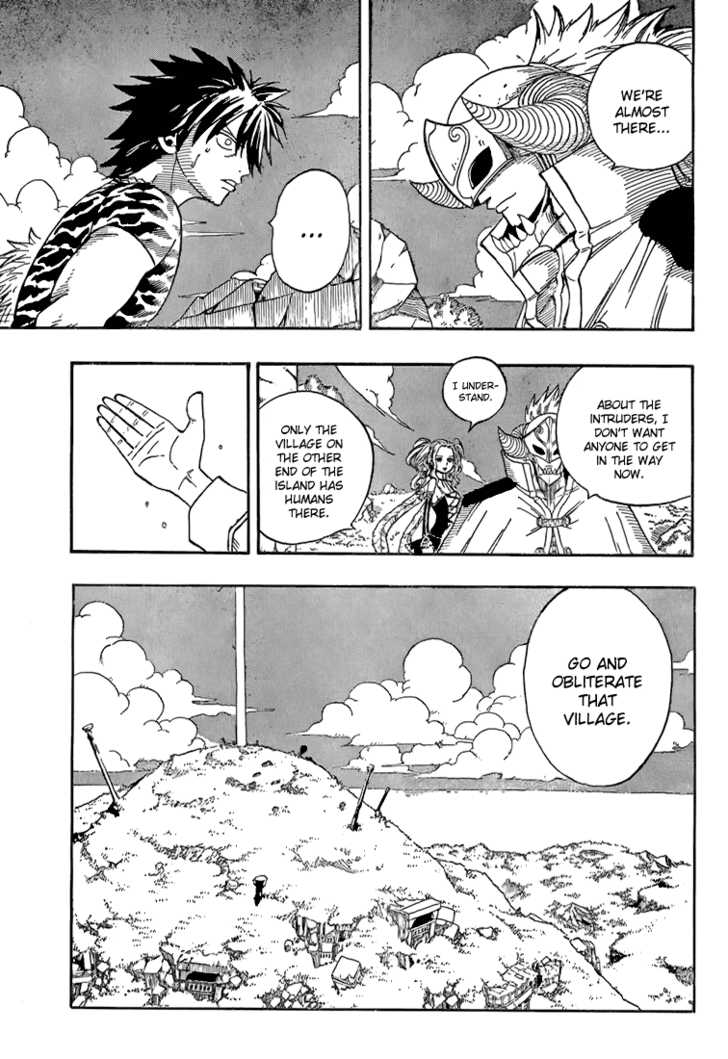 WE'RE
ALMOST
THERE...
...
ABOUT THE
INTRUDERS, I
DON'T WANT
ANYONE TO GET
IN THE WAY
NOW.
I UNDER-
STAND.
ONLY THE
VILLAGE ON
THE OTHER
END OF THE
ISLAND HAS
HUMANS
THERE.
GO AND
OBLITERATE
THAT
VILLAGE.